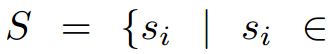 S = {s_i | s_i ∈